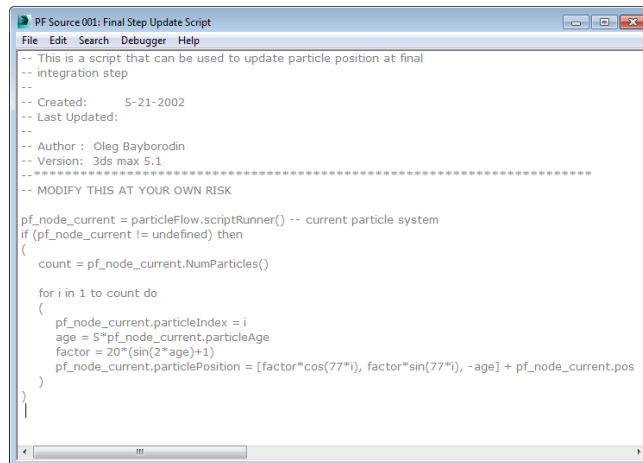 PF Source 001: Final Step Update Script
File Edit Search Debugger Help
-- This is a script that can be used to update particle position at final
-- integration step
--
-- Created: 5-21-2002
-- Last Updated:
--
-- Author : Oleg Bayborodin
-- Version: 3ds max 5.1
--***********************************************************************
-- MODIFY THIS AT YOUR OWN RISK
pf_node_current = particleFlow.scriptRunner() -- current particle system
if (pf_node_current != undefined) then
(
count = pf_node_current.NumParticles()
for i in 1 to count do
(
pf_node_current.particleIndex = i
age = 5*pf_node_current.particleAge
factor = 20*(sin(2*age)+1)
pf_node_current.particlePosition = [factor*cos(77*i), factor*sin(77*i), -age] + pf_node_current.pos
)
)